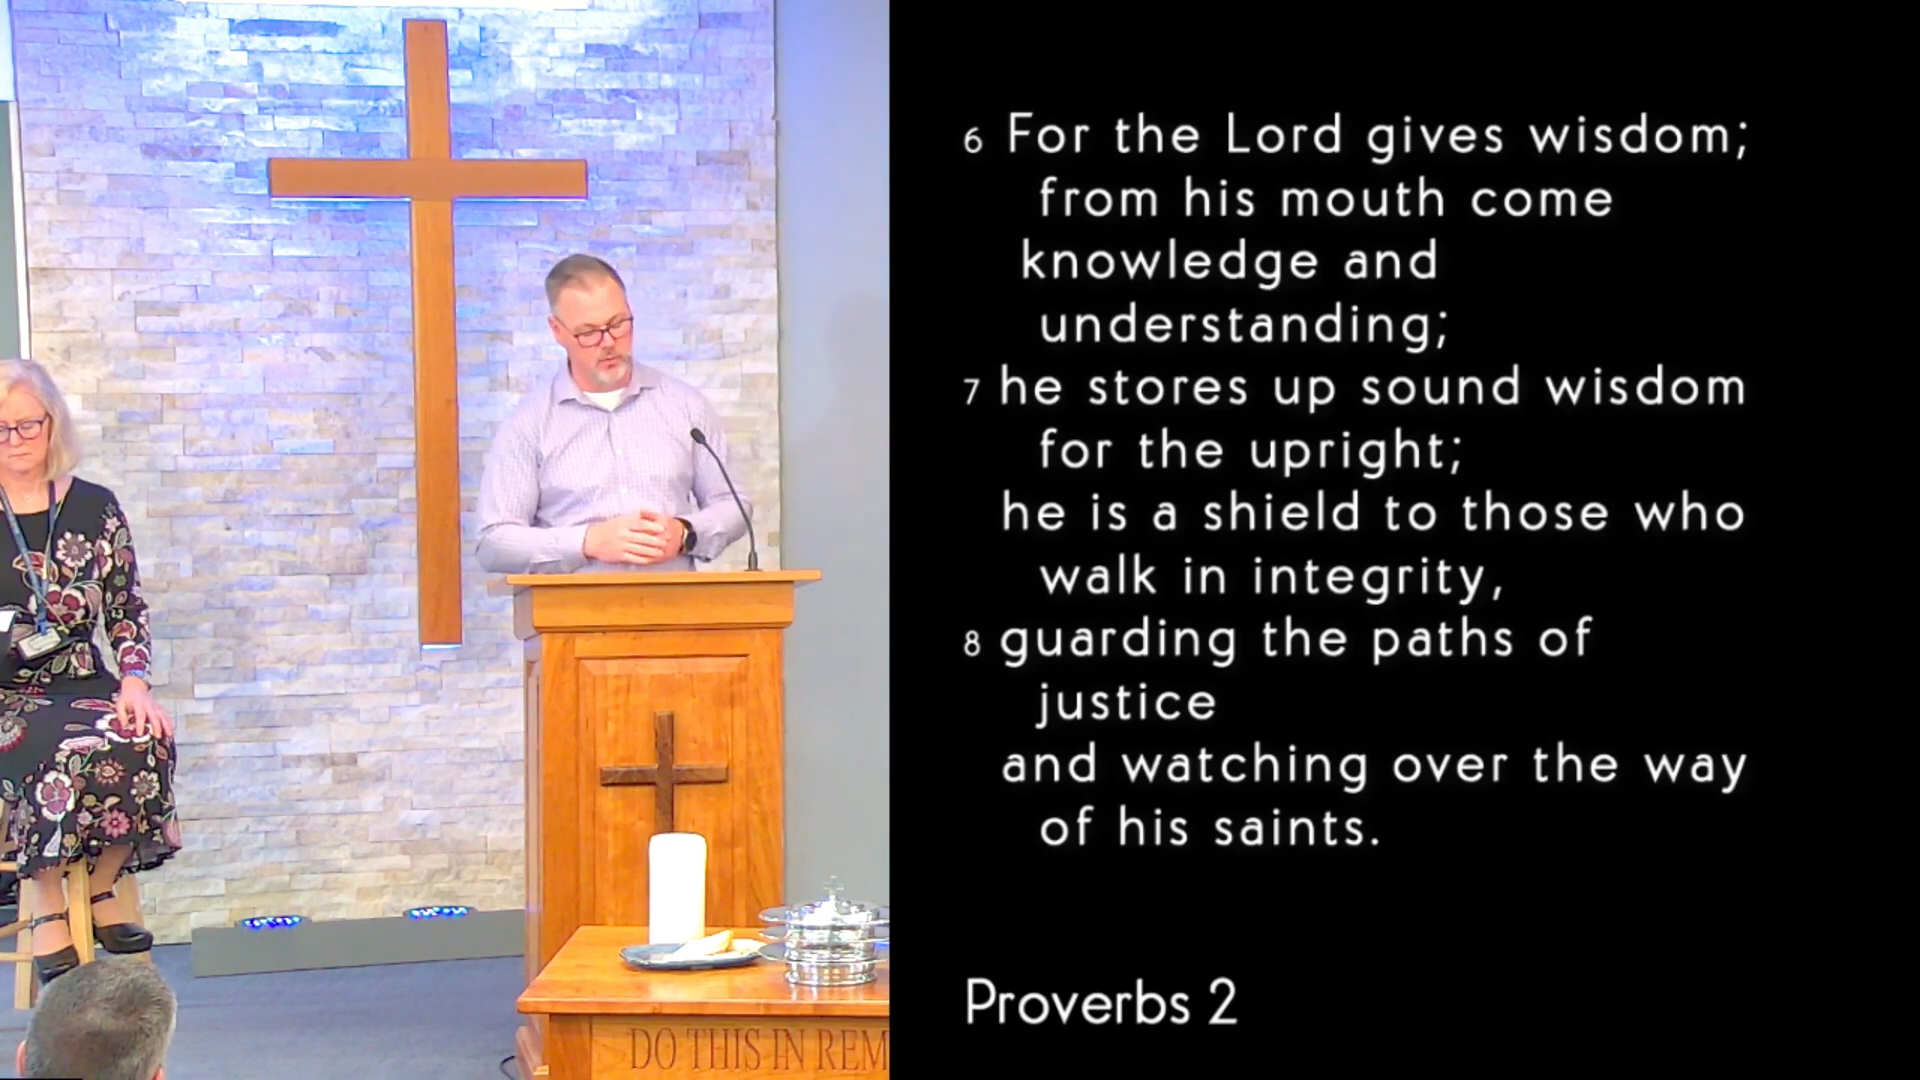 6 For the Lord gives wisdom;
from his mouth come
knowledge and
understanding;
7 he stores up sound wisdom
for the upright;
he is a shield to those who
walk in integrity,
8 guarding the paths of
justice
and watching over the way
of his saints.
Proverbs 2
DO THIS IN REM